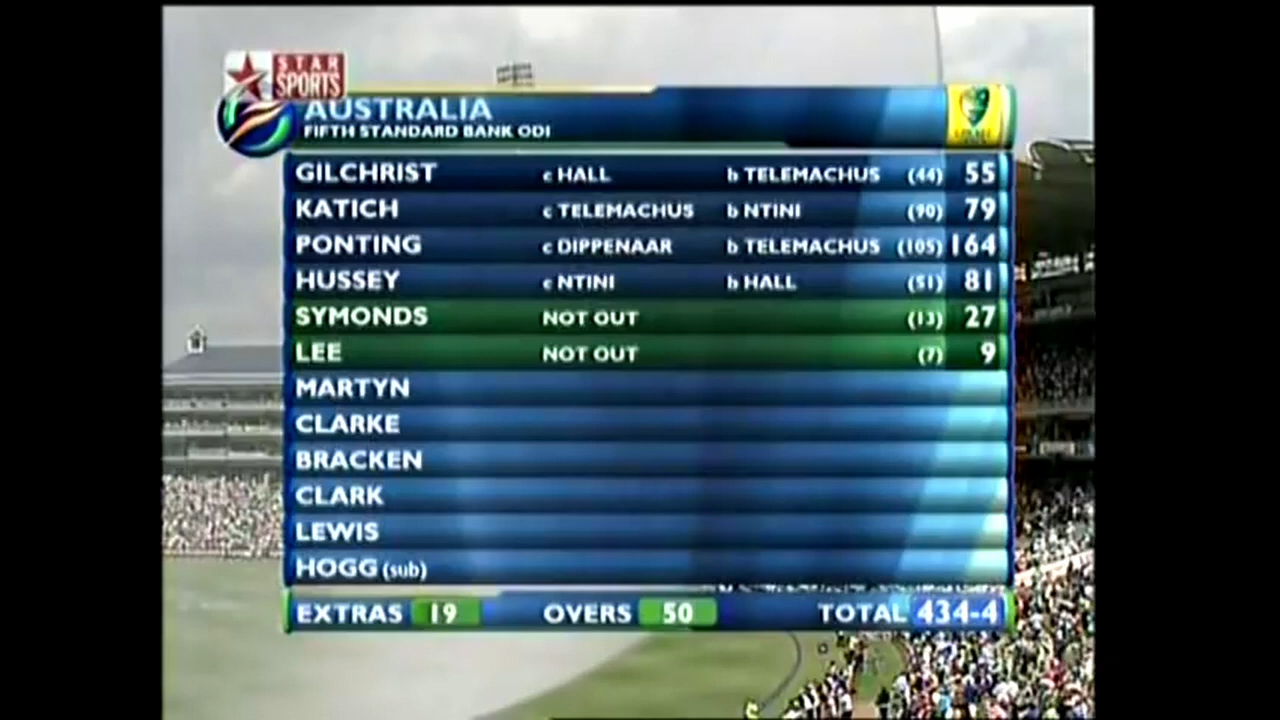 STAR
SPORTS
AUSTRALIA
FIFTH STANDARD BANK ODI
GILCHRIST c HALL b TELEMACHUS (44) 55
KATICH c TELEMACHUS b NTINI (90) 79
PONTING c DIPPENAAR b TELEMACHUS (105) 164
HUSSEY c NTINI b HALL (51) 81
SYMONDS NOT OUT (13) 27
LEE NOT OUT (7) 9
MARTYN
CLARKE
BRACKEN
CLARK
LEWIS
HOGG (sub)
EXTRAS 19 OVERS 50 TOTAL 434-4